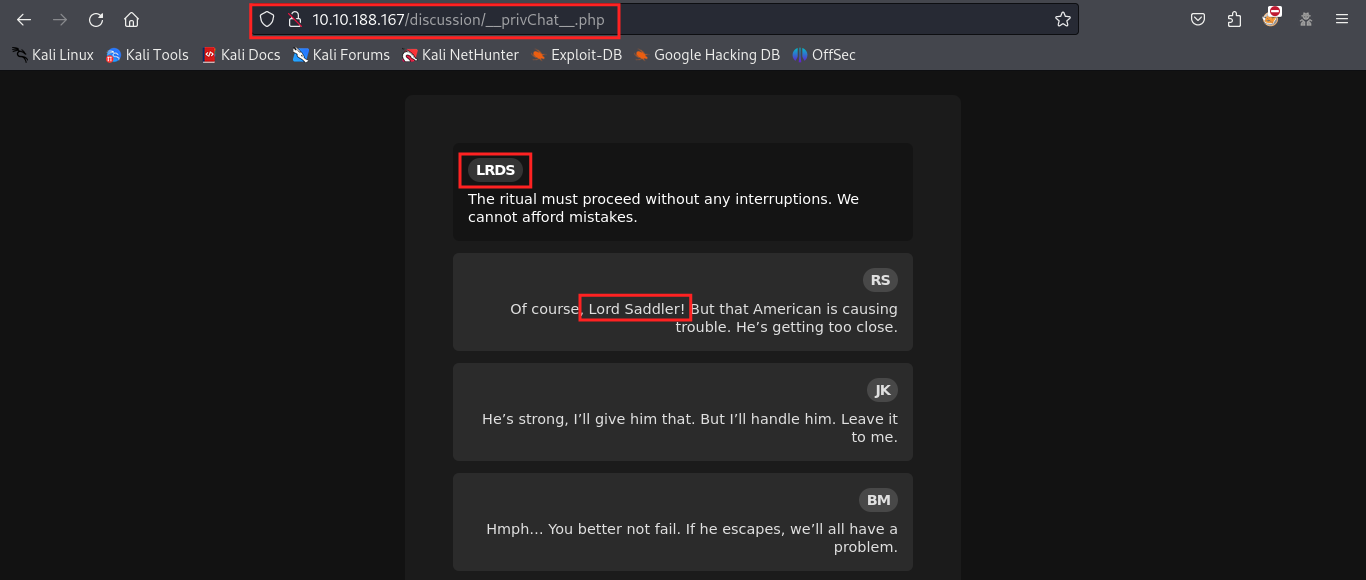 10.10.188.167/discussion/__privChat__.php
Kali Linux Kali Tools Kali Docs Kali Forums Kali NetHunter Exploit-DB Google Hacking DB OffSec
LRDS
The ritual must proceed without any interruptions. We
cannot afford mistakes.
RS
Of course, Lord Saddler! But that American is causing
trouble. He’s getting too close.
JK
He’s strong, I’ll give him that. But I’ll handle him. Leave it
to me.
BM
Hmph… You better not fail. If he escapes, we’ll all have a
problem.